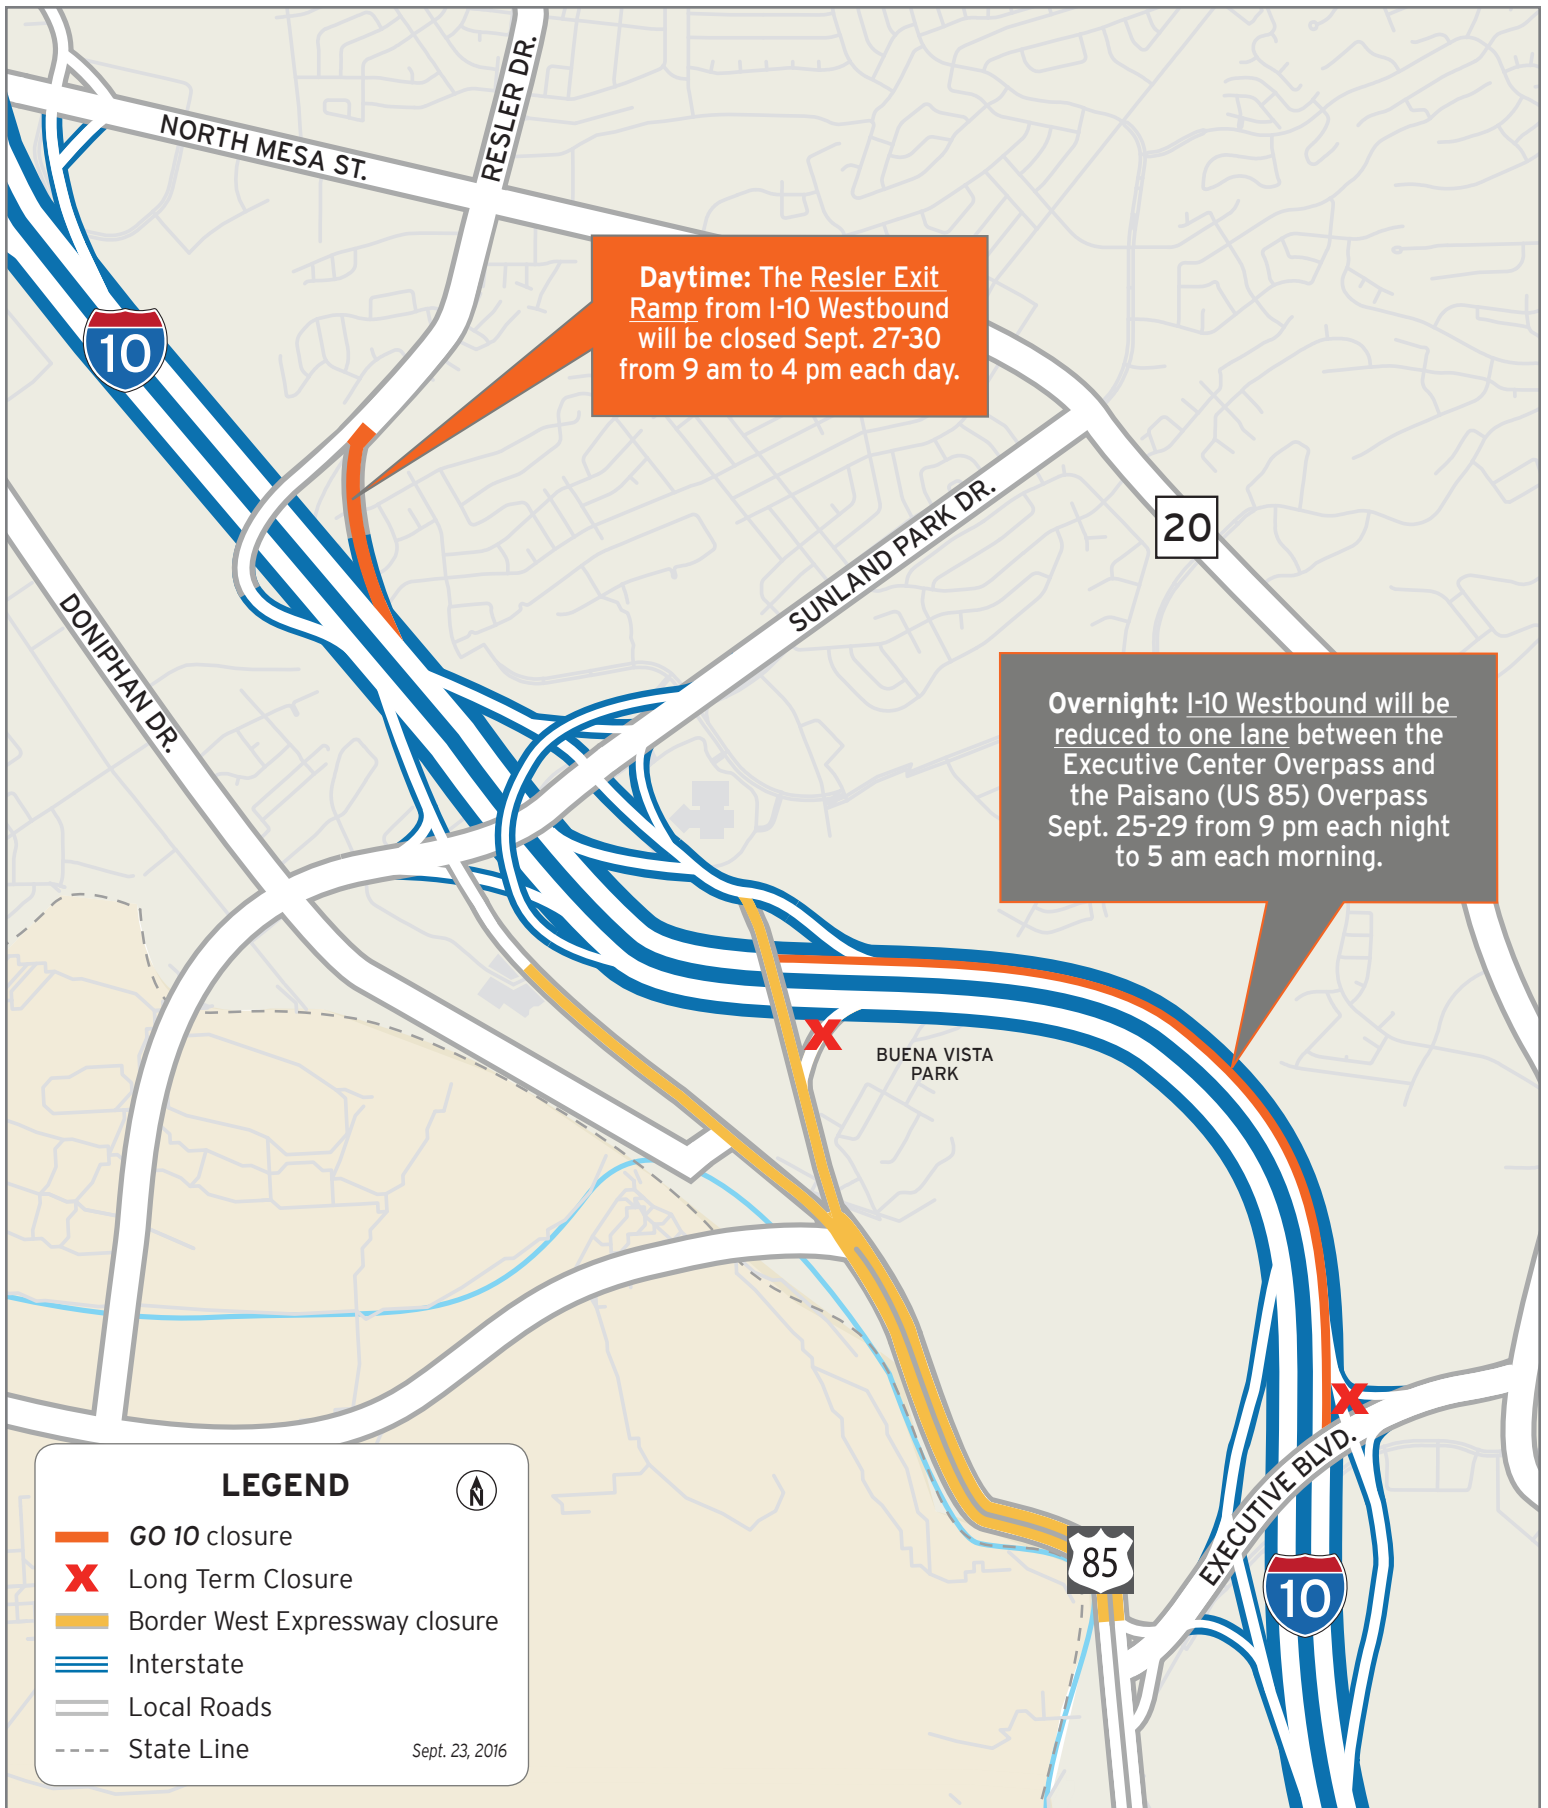 NORTH MESA ST.
RESLER DR.
Daytime: The Resler Exit
Ramp from I-10 Westbound
will be closed Sept. 27-30
from 9 am to 4 pm each day.
10
SUNLAND PARK DR.
20
DONIPHAN DR.
Overnight: I-10 Westbound will be
reduced to one lane between the
Executive Center Overpass and
the Paisano (US 85) Overpass
Sept. 25-29 from 9 pm each night
to 5 am each morning.
X
BUENA VISTA
PARK
X
EXECUTIVE BLVD.
85
10
LEGEND
N
GO 10 closure
X Long Term Closure
Border West Expressway closure
Interstate
Local Roads
State Line
Sept. 23, 2016